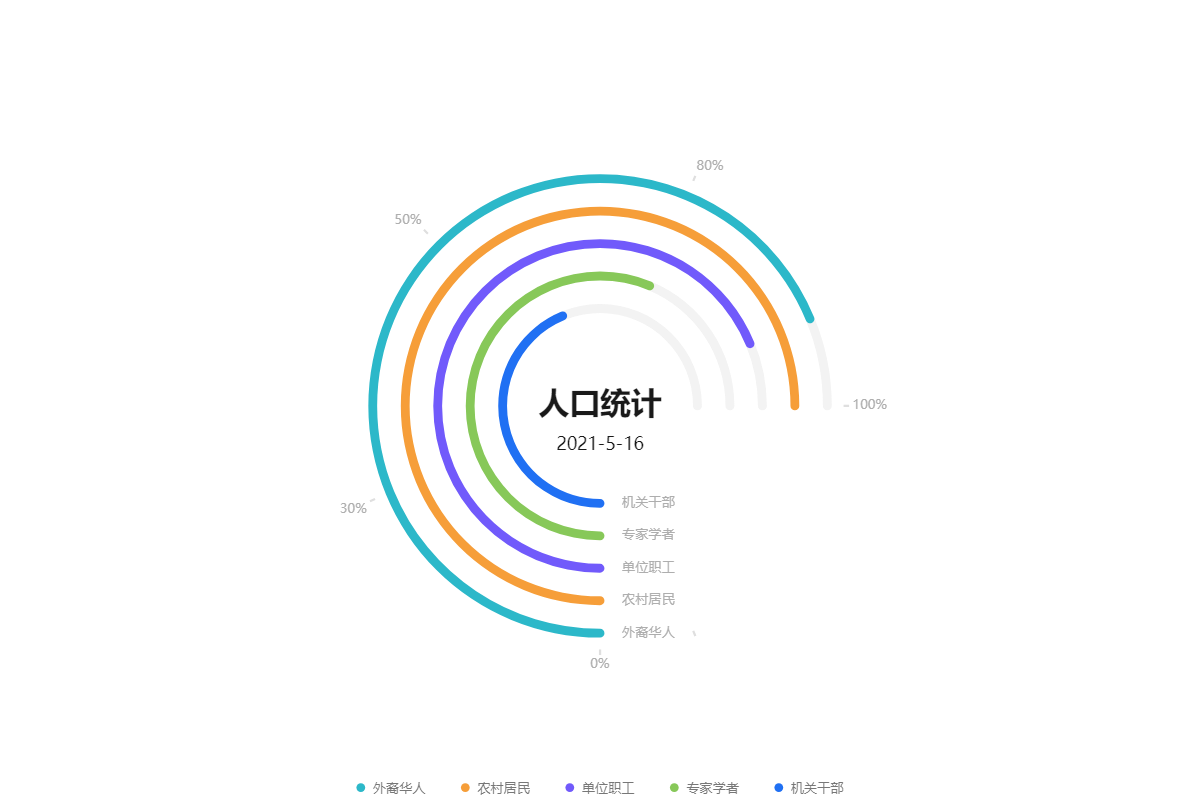 80%
50%
人口统计
100%
2021-5-16
机关干部
30%
专家学者
单位职工
农村居民
外裔华人
0%
外裔华人 农村居民 单位职工 专家学者 机关干部